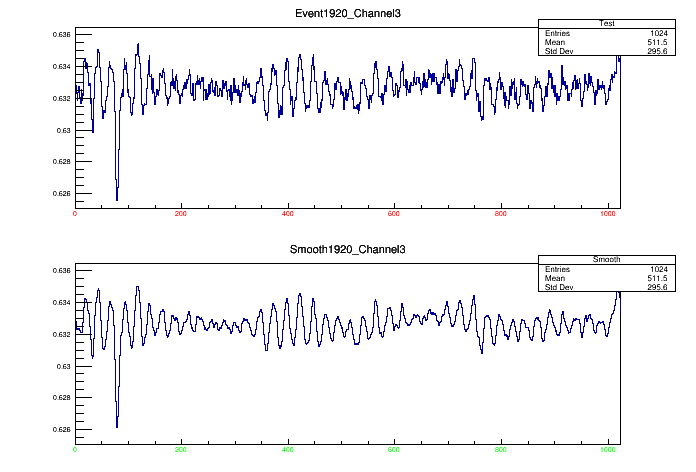 Event1920_Channel3
Test
Entries 1024
Mean 511.5
Std Dev 295.6
0.636
0.634
0.632
0.63
0.628
0.626
0 200 400 600 800 1000
Smooth1920_Channel3
Smooth
Entries 1024
Mean 511.5
Std Dev 295.6
0.636
0.634
0.632
0.63
0.628
0.626
0 200 400 600 800 1000